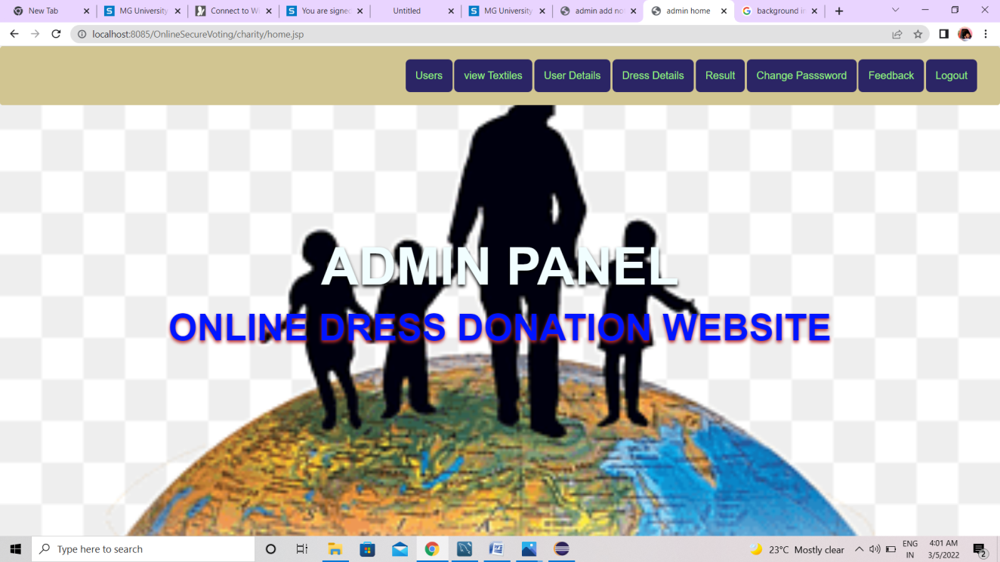 New Tab
MG University
Connect to Wi
You are signed
Untitled
MG University
admin add no
admin home
background i
localhost:8085/OnlineSecureVoting/charity/home.jsp
Users
view Textiles
User Details
Dress Details
Result
Change Passsword
Feedback
Logout
ADMIN PANEL
ONLINE DRESS DONATION WEBSITE
Type here to search
23°C Mostly clear
ENG
IN
4:01 AM
3/5/2022
2